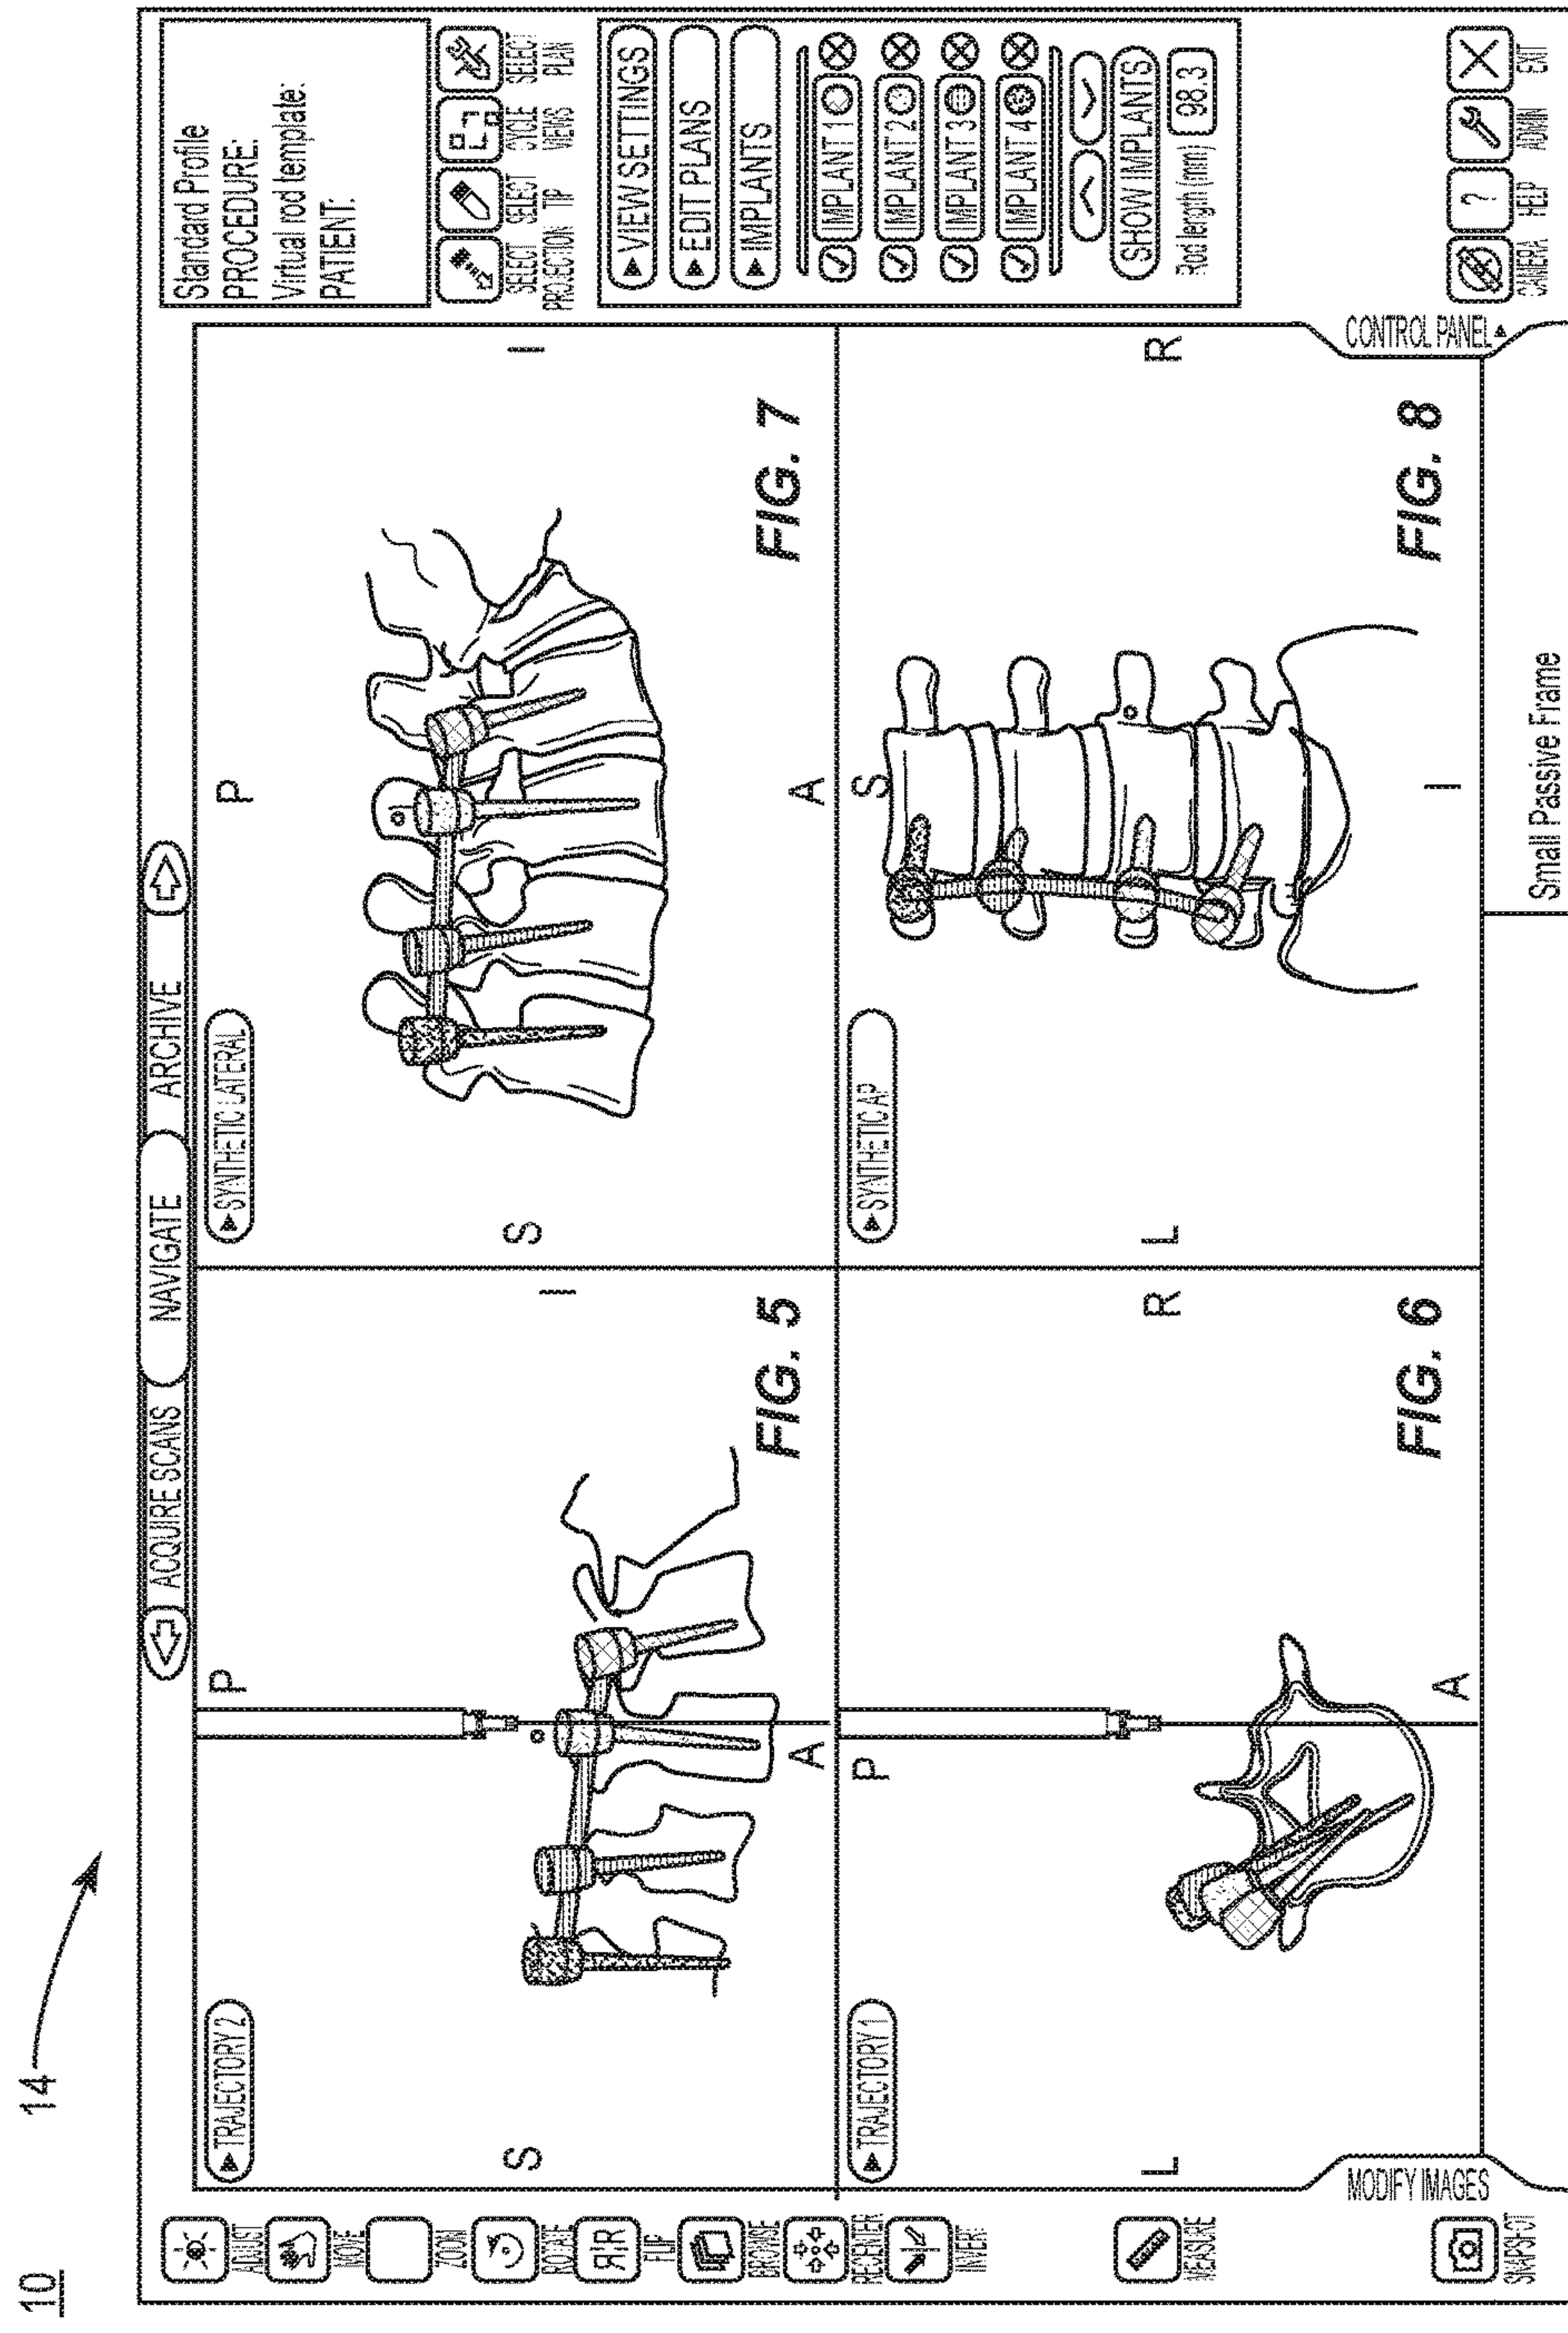 10
14
ACQUIRE SCANS
NAVIGATE
ARCHIVE
ADJUST
MOVE
ZOOM
ROTATE
FLIP
BROWSE
RECENTER
INVERT
MEASURE
SNAPSHOT
TRAJECTORY 2
P
S
I
A
FIG. 5
SYNTHETIC LATERAL
P
S
I
A
FIG. 7
TRAJECTORY 1
P
L
R
A
FIG. 6
SYNTHETIC AP
S
L
R
I
FIG. 8
MODIFY IMAGES
CONTROL PANEL
Small Passive Frame
Standard Profile
PROCEDURE:
Virtual rod template:
PATIENT:
SELECT PROJECTION
SELECT TIP
CYCLE VIEWS
SELECT PLAN
VIEW SETTINGS
EDIT PLANS
IMPLANTS
IMPLANT 1
IMPLANT 2
IMPLANT 3
IMPLANT 4
SHOW IMPLANTS
Rod length (mm) 98.3
?
CAMERA HELP ADMIN EXIT